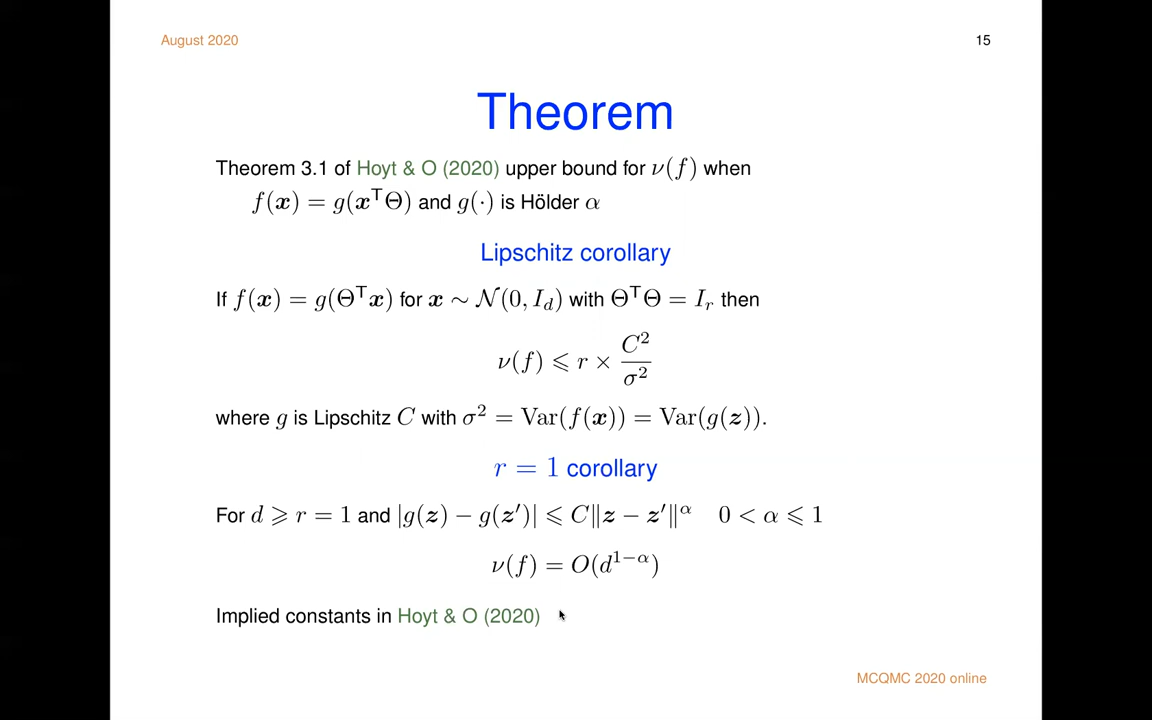 August 2020
15
Theorem
Theorem 3.1 of Hoyt & O (2020) upper bound for ν(f) when
f(x) = g(xᵀΘ) and g(·) is Hölder α
Lipschitz corollary
If f(x) = g(Θᵀx) for x ∼ N(0, I_d) with ΘᵀΘ = I_r then
ν(f) ⩽ r × C²/σ²
where g is Lipschitz C with σ² = Var(f(x)) = Var(g(z)).
r = 1 corollary
For d ⩾ r = 1 and |g(z) − g(z′)| ⩽ C‖z − z′‖^α 0 < α ⩽ 1
ν(f) = O(d^{1−α})
Implied constants in Hoyt & O (2020)
MCQMC 2020 online